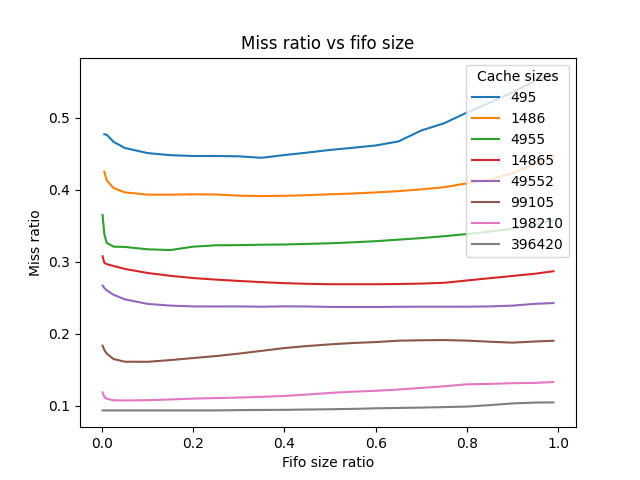 Miss ratio vs fifo size
Cache sizes
495
1486
4955
14865
49552
99105
198210
396420
Miss ratio
0.5
0.4
0.3
0.2
0.1
0.0 0.2 0.4 0.6 0.8 1.0
Fifo size ratio